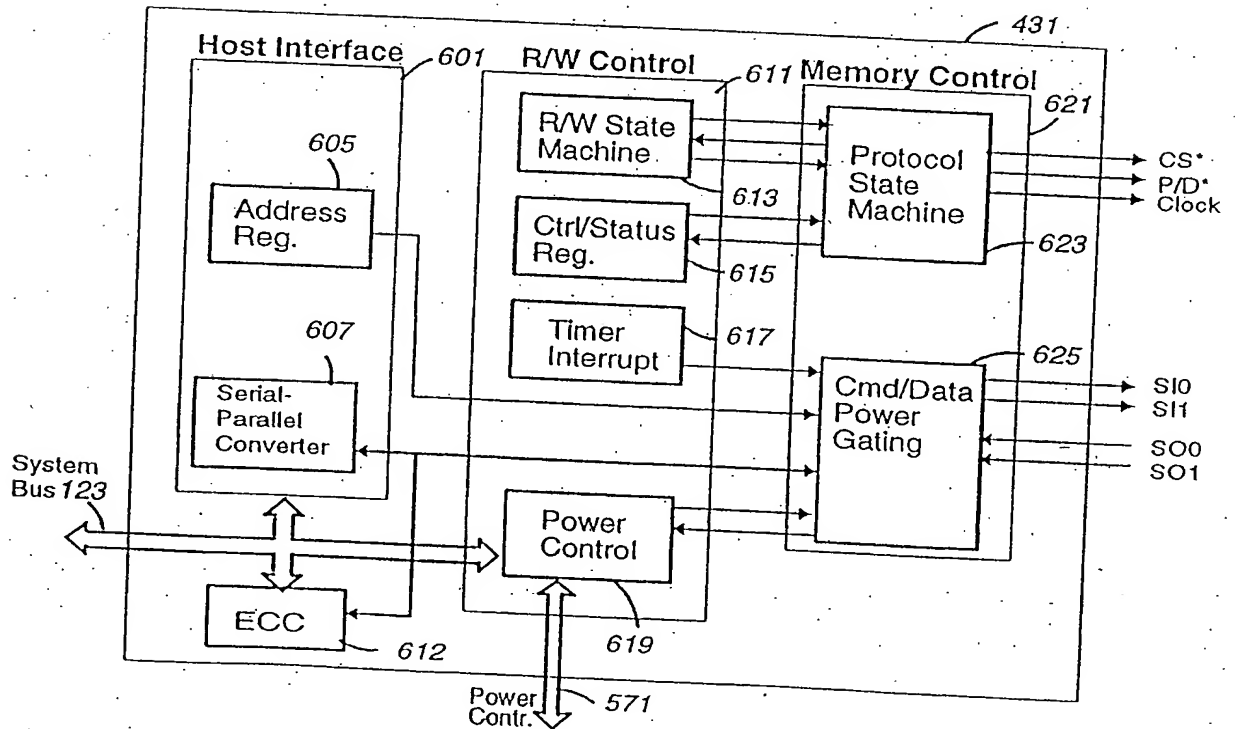 431
Host Interface
601
R/W Control
611
Memory Control
621
R/W State
Machine
613
Protocol
State
Machine
623
CS*
P/D*
Clock
605
Address
Reg.
Ctrl/Status
Reg.
615
607
Timer
Interrupt
617
625
Serial-
Parallel
Converter
Cmd/Data
Power
Gating
SI0
SI1
SO0
SO1
System
Bus 123
Power
Control
619
ECC
612
Power
Contr.
571